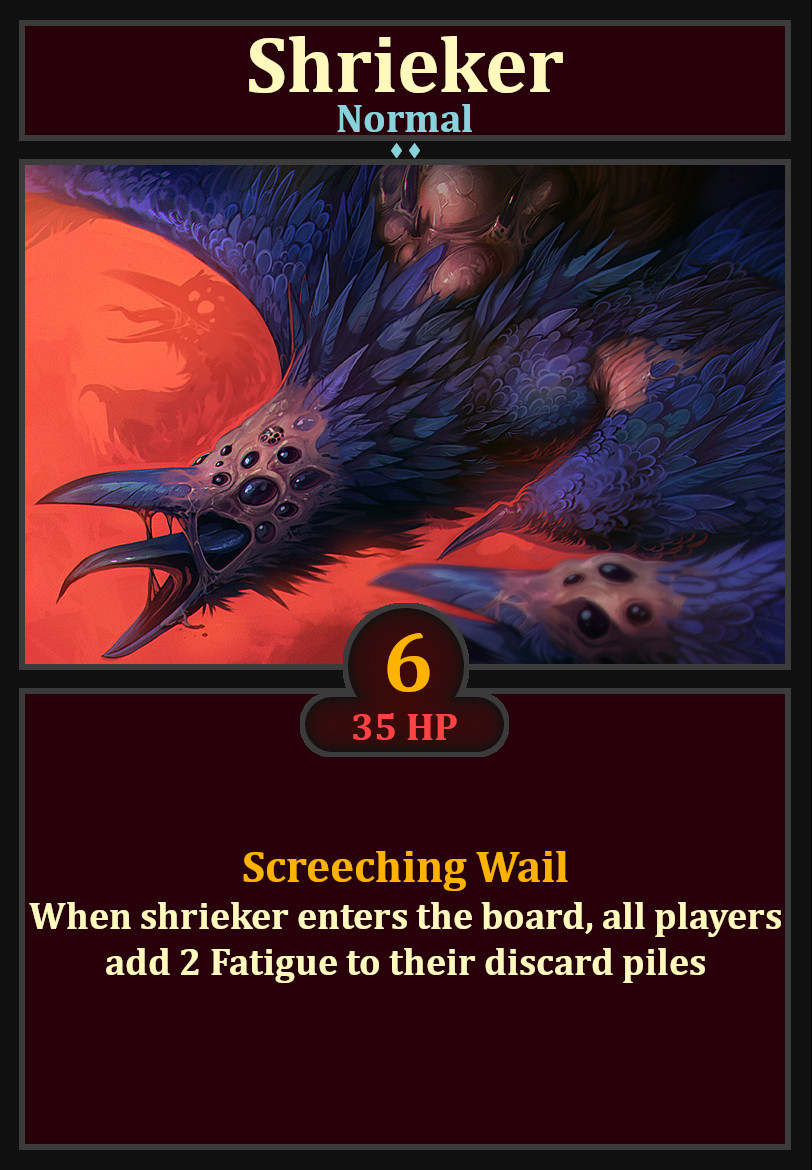 Shrieker
Normal
6
35 HP
Screeching Wail
When shrieker enters the board, all players
add 2 Fatigue to their discard piles